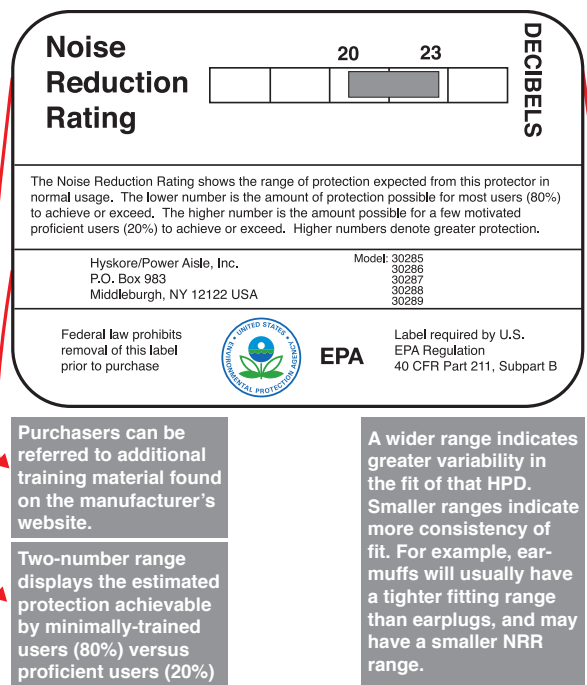 Noise
Reduction
Rating
20 23
DECIBELS
The Noise Reduction Rating shows the range of protection expected from this protector in
normal usage. The lower number is the amount of protection possible for most users (80%)
to achieve or exceed. The higher number is the amount possible for a few motivated
proficient users (20%) to achieve or exceed. Higher numbers denote greater protection.
Hyskore/Power Aisle, Inc.
P.O. Box 983
Middleburgh, NY 12122 USA
Model: 30285
30286
30287
30288
30289
Federal law prohibits
removal of this label
prior to purchase
UNITED STATES
ENVIRONMENTAL PROTECTION AGENCY
EPA
Label required by U.S.
EPA Regulation
40 CFR Part 211, Subpart B
Purchasers can be
referred to additional
training material found
on the manufacturer's
website.
Two-number range
displays the estimated
protection achievable
by minimally-trained
users (80%) versus
proficient users (20%)
A wider range indicates
greater variability in
the fit of that HPD.
Smaller ranges indicate
more consistency of
fit. For example, ear-
muffs will usually have
a tighter fitting range
than earplugs, and may
have a smaller NRR
range.